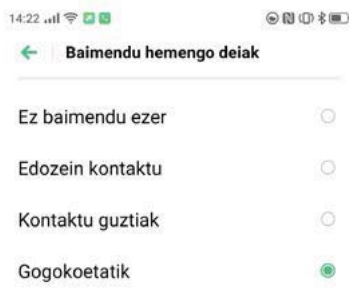 14:22
Baimendu hemengo deiak
Ez baimendu ezer
Edozein kontaktu
Kontaktu guztiak
Gogokoetatik